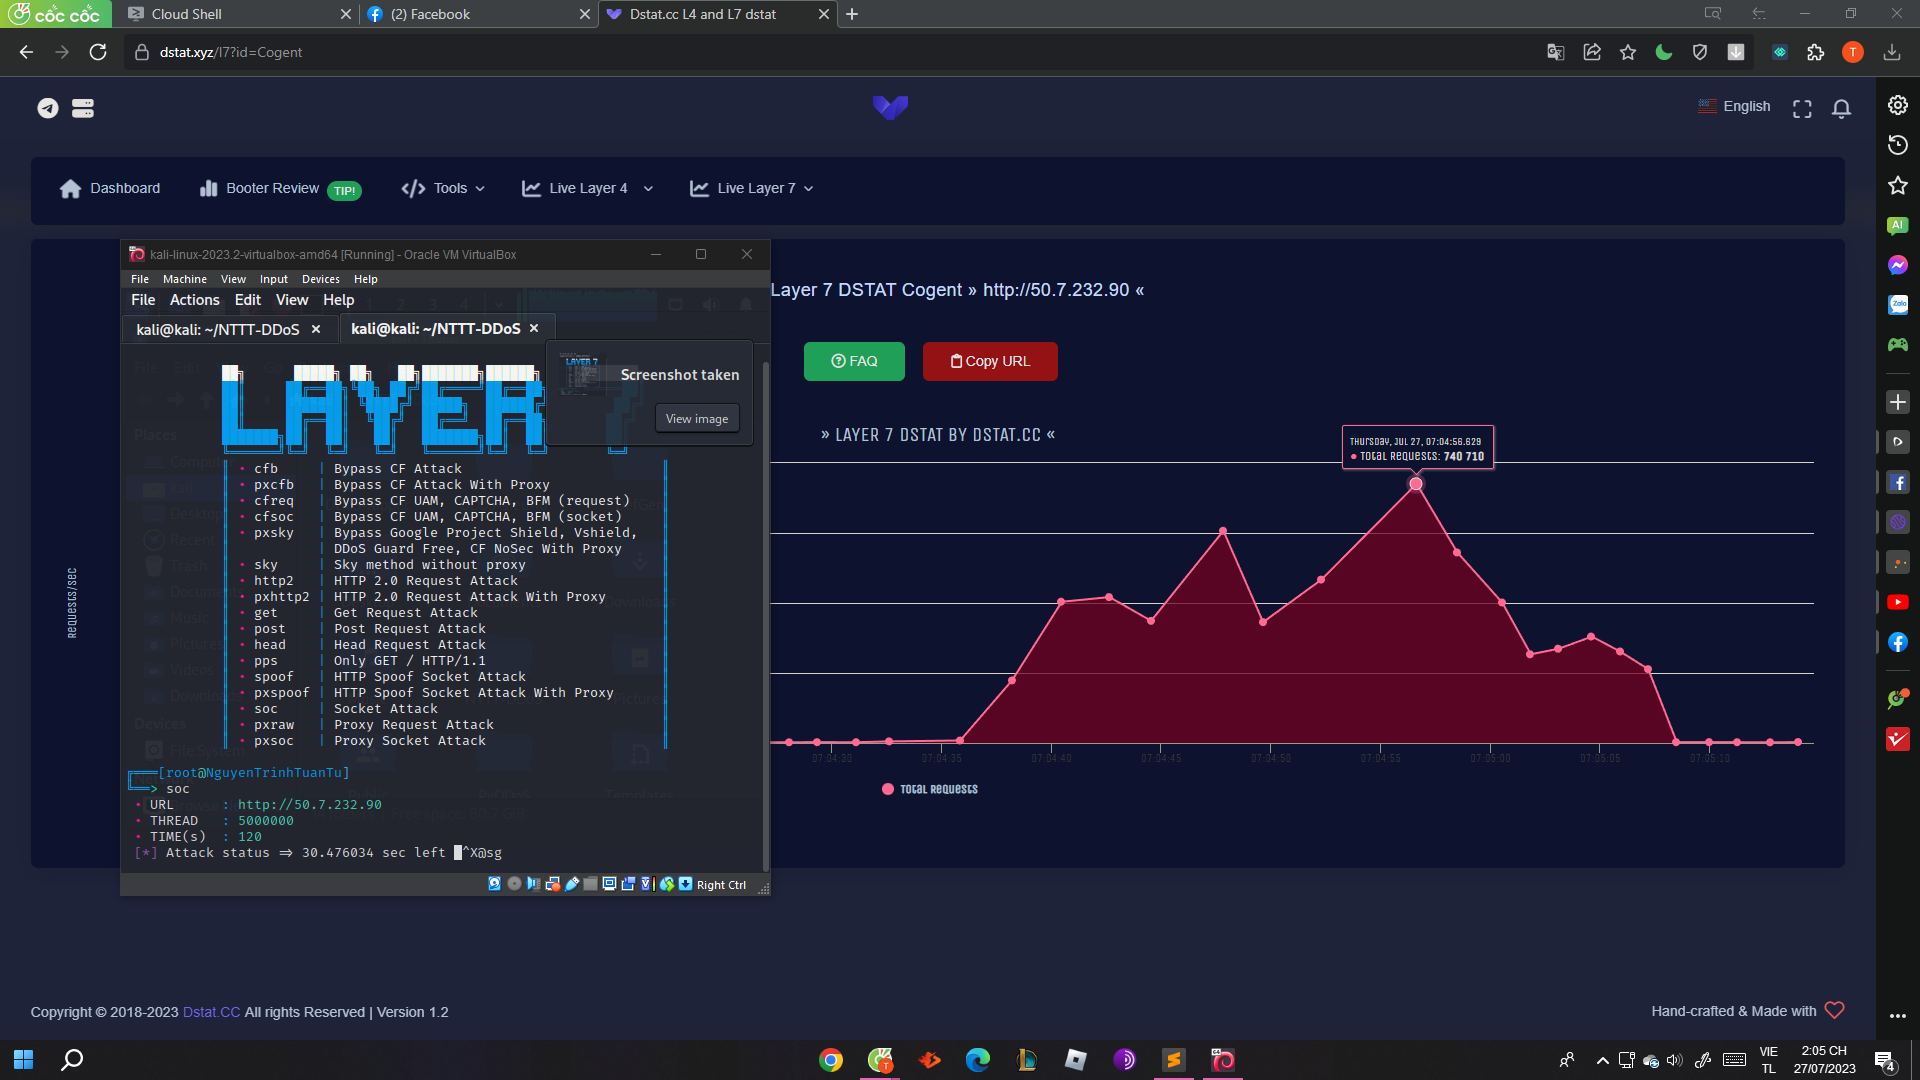 cốc cốc
Cloud Shell
(2) Facebook
Dstat.cc L4 and L7 dstat
dstat.xyz/l7?id=Cogent
T
English
Dashboard
Booter Review TIP!
Tools
Live Layer 4
Live Layer 7
kali-linux-2023.2-virtualbox-amd64 [Running] - Oracle VM VirtualBox
File Machine View Input Devices Help
File Actions Edit View Help
kali@kali: ~/NTTT-DDoS
kali@kali: ~/NTTT-DDoS
Screenshot taken
View image
LAYER 7
• cfb | Bypass CF Attack
• pxcfb | Bypass CF Attack With Proxy
• cfreq | Bypass CF UAM, CAPTCHA, BFM (request)
• cfsoc | Bypass CF UAM, CAPTCHA, BFM (socket)
• pxsky | Bypass Google Project Shield, Vshield,
| DDoS Guard Free, CF NoSec With Proxy
• sky | Sky method without proxy
• http2 | HTTP 2.0 Request Attack
• pxhttp2 | HTTP 2.0 Request Attack With Proxy
• get | Get Request Attack
• post | Post Request Attack
• head | Head Request Attack
• pps | Only GET / HTTP/1.1
• spoof | HTTP Spoof Socket Attack
• pxspoof | HTTP Spoof Socket Attack With Proxy
• soc | Socket Attack
• pxraw | Proxy Request Attack
• pxsoc | Proxy Socket Attack
[root@NguyenTrinhTuanTu]
> soc
• URL : http://50.7.232.90
• THREAD : 5000000
• TIME(s) : 120
[*] Attack status => 30.476034 sec left ^X@sg
Right Ctrl
Layer 7 DSTAT Cogent » http://50.7.232.90 «
FAQ
Copy URL
» LAYER 7 DSTAT BY DSTAT.CC «
Thursday, Jul 27, 07:04:56.829
Total Requests: 740 710
Requests/sec
07:04:30
07:04:35
07:04:40
07:04:45
07:04:50
07:04:55
07:05:00
07:05:05
07:05:10
Total Requests
Copyright © 2018-2023 Dstat.CC All rights Reserved | Version 1.2
Hand-crafted & Made with
AI
Zalo
VIE
TL
2:05 CH
27/07/2023
4